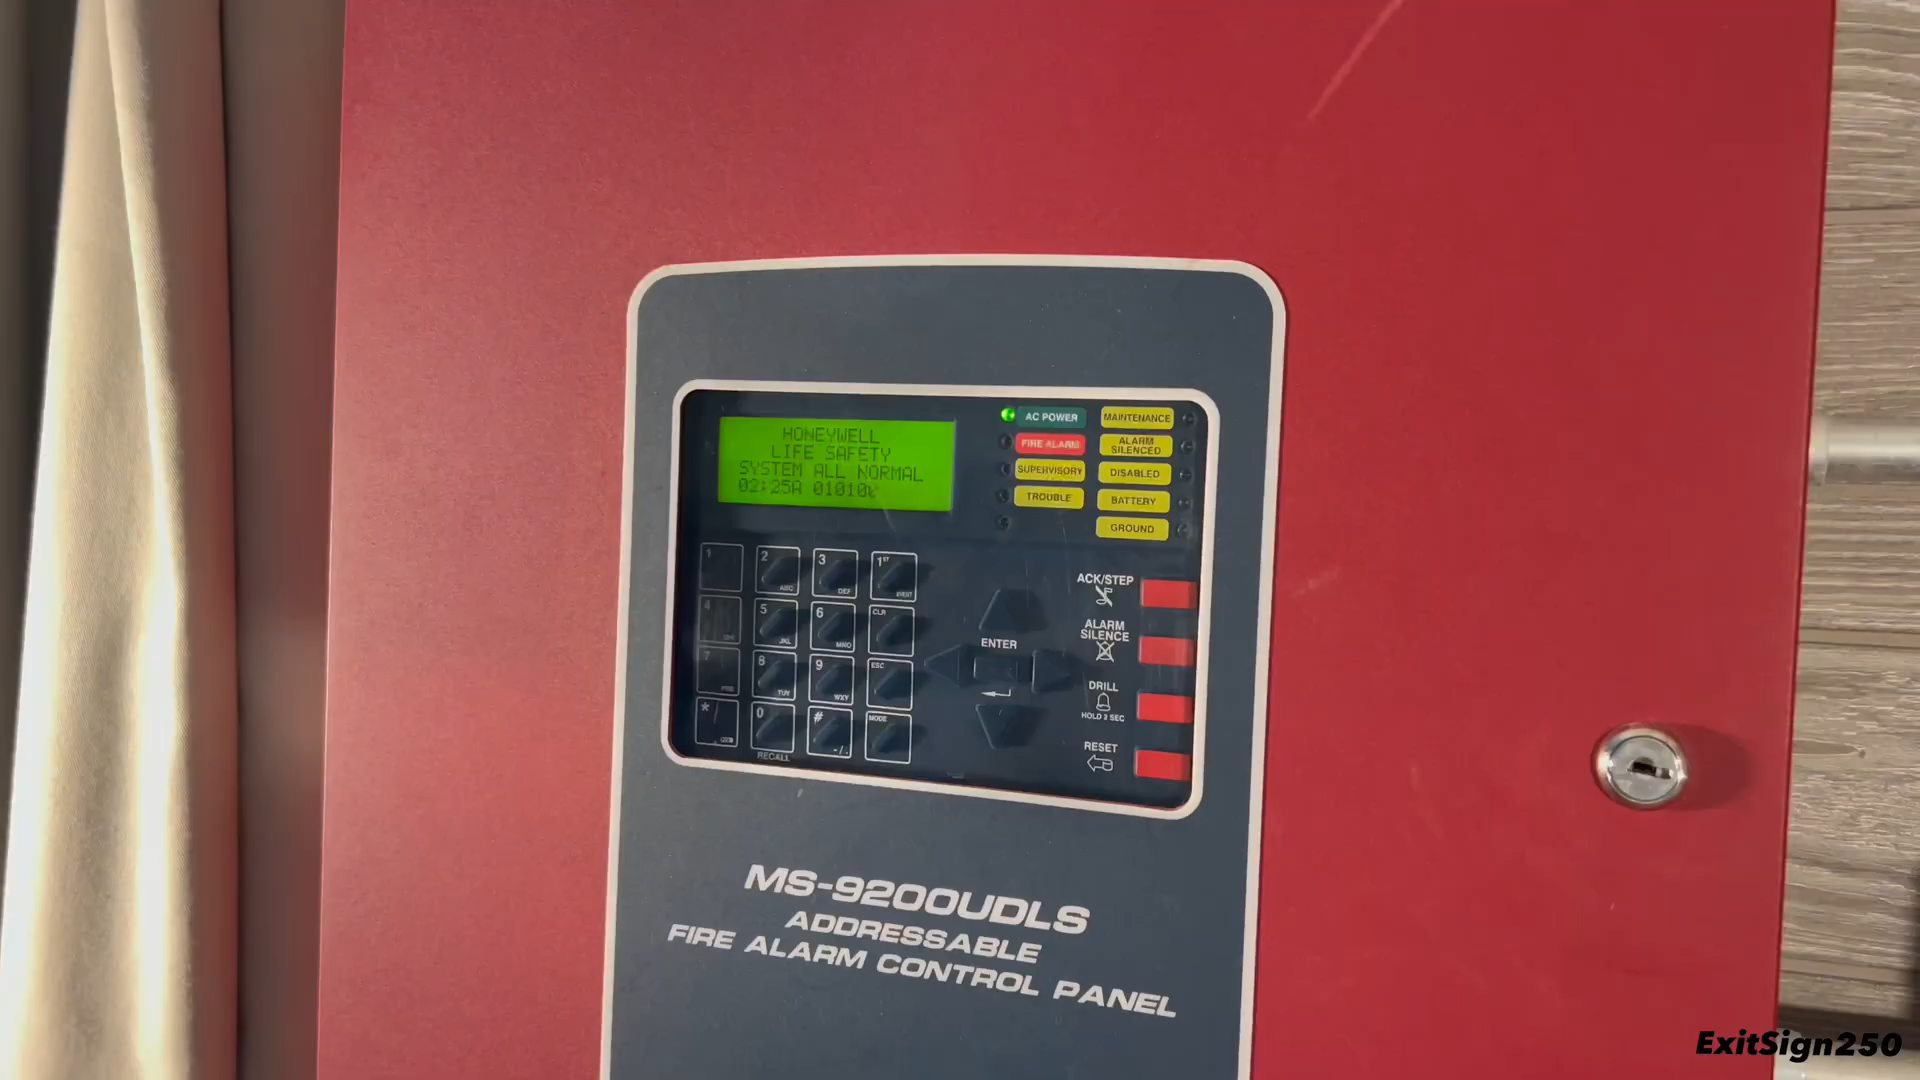 HONEYWELL
LIFE SAFETY
SYSTEM ALL NORMAL
02:25A 01010
AC POWER
FIRE ALARM
SUPERVISORY
TROUBLE
MAINTENANCE
ALARM
SILENCED
DISABLED
BATTERY
GROUND
1
2 ABC
3 DEF
1ST EVENT
4 GHI
5 JKL
6 MNO
CLR
7 PRS
8 TUV
9 WXY
ESC
*
0
# -/.
MODE
RECALL
ENTER
ACK/STEP
ALARM
SILENCE
DRILL
HOLD 2 SEC
RESET
MS-9200UDLS
ADDRESSABLE
FIRE ALARM CONTROL PANEL
ExitSign250